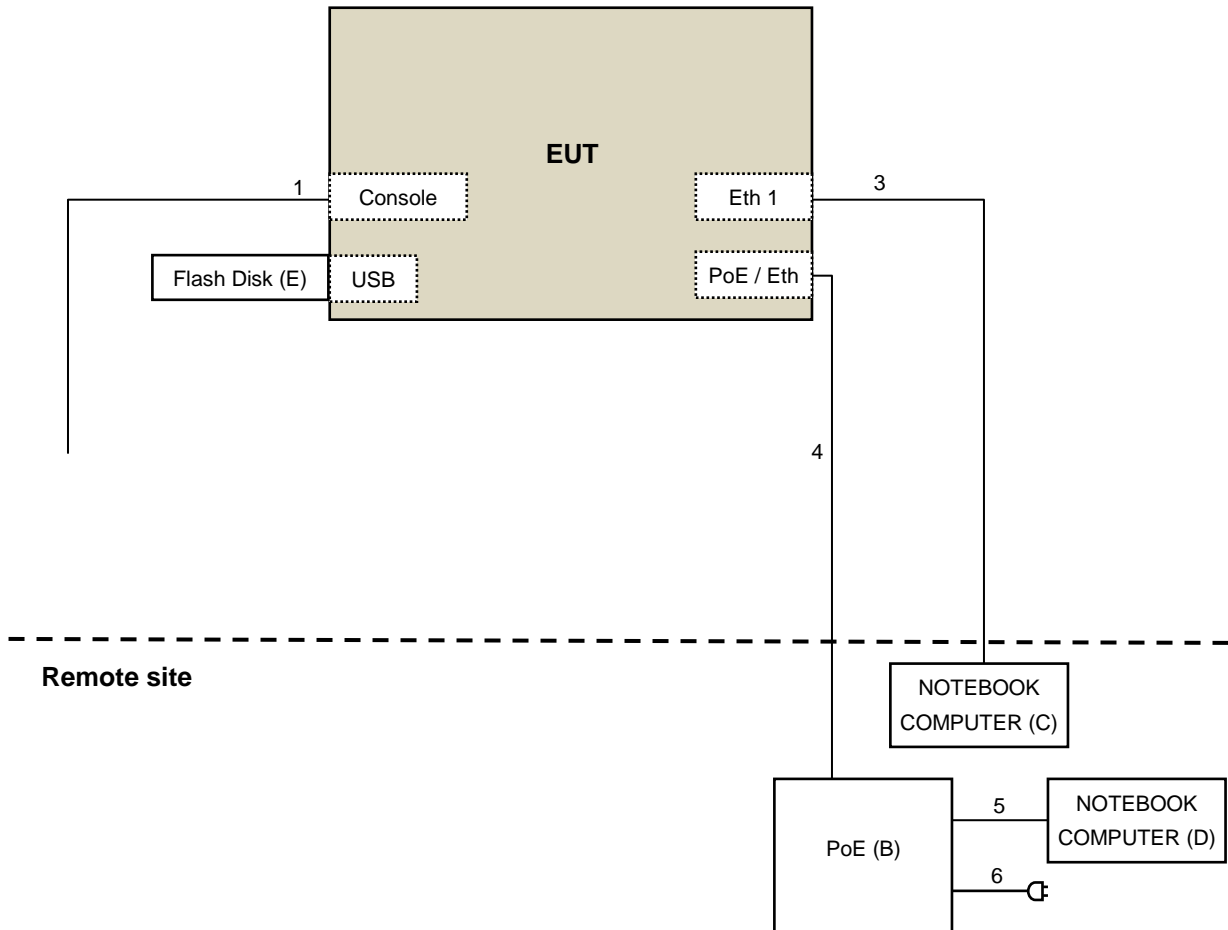 EUT
1
Console
Eth 1
3
Flash Disk (E)
USB
PoE / Eth
4
Remote site
NOTEBOOK
COMPUTER (C)
PoE (B)
5
NOTEBOOK
COMPUTER (D)
6